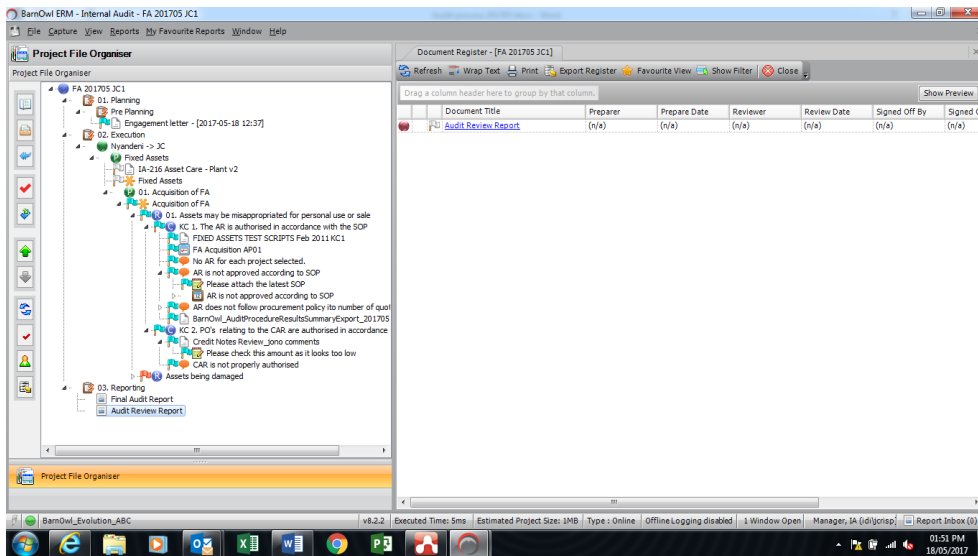 BarnOwl ERM - Internal Audit - FA 201705 JC1
File Capture View Reports My Favourite Reports Window Help
Project File Organiser
Project File Organiser
FA 201705 JC1
01. Planning
Pre Planning
Engagement letter - [2017-05-18 12:37]
02. Execution
Nyandeni -> JC
Fixed Assets
IA-216 Asset Care - Plant v2
Fixed Assets
01. Acquisition of FA
Acquisition of FA
01. Assets may be misappropriated for personal use or sale
KC 1. The AR is authorised in accordance with the SOP
FIXED ASSETS TEST SCRIPTS Feb 2011 KC1
FA Acquisition AP01
No AR for each project selected.
AR is not approved according to SOP
Please attach the latest SOP
AR is not approved according to SOP
AR does not follow procurement policy ito number of quot
BarnOwl_AuditProcedureResultsSummaryExport_201705
KC 2. PO's relating to the CAR are authorised in accordance
Credit Notes Review_jono comments
Please check this amount as it looks too low
CAR is not properly authorised
Assets being damaged
03. Reporting
Final Audit Report
Audit Review Report
Project File Organiser
Document Register - [FA 201705 JC1]
Refresh Wrap Text Print Export Register Favourite View Show Filter Close
Drag a column header here to group by that column. Show Preview
Document Title Preparer Prepare Date Reviewer Review Date Signed Off By Signed
Audit Review Report (n/a) (n/a) (n/a) (n/a) (n/a) (n/a)
BarnOwl_Evolution_ABC v8.2.2 Executed Time: 5ms Estimated Project Size: 1MB Type : Online Offline Logging disabled 1 Window Open Manager, IA (idi\jcrisp) Report Inbox (0)
01:51 PM
18/05/2017